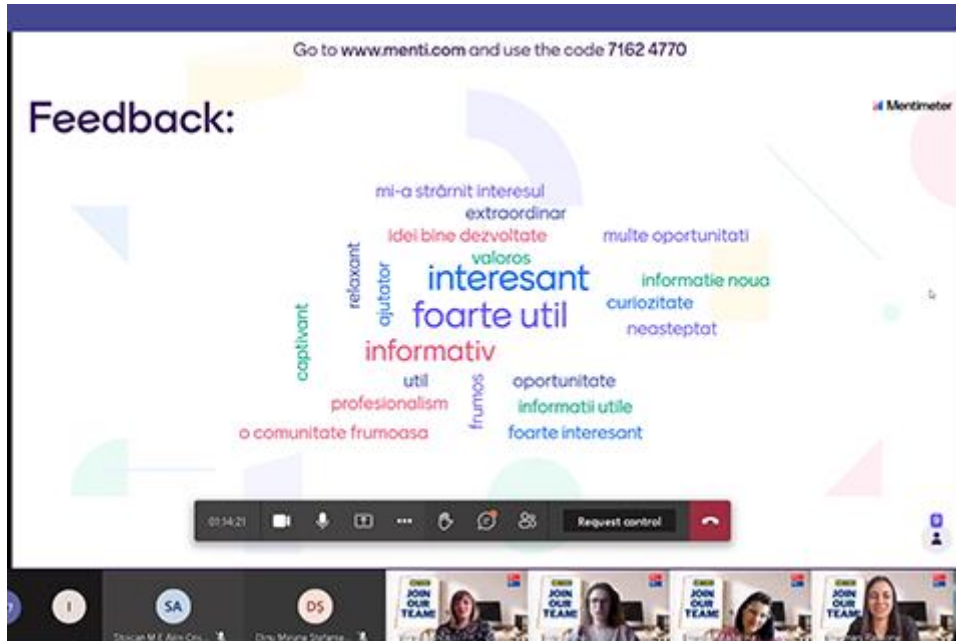 Go to www.menti.com and use the code 7162 4770
Feedback:
Mentimeter
mi-a strârnit interesul
extraordinar
idei bine dezvoltate
multe oportunitati
valoros
relaxant
ajutator
interesant
informatie noua
curiozitate
foarte util
neasteptat
captivant
informativ
util
frumos
oportunitate
profesionalism
informatii utile
o comunitate frumoasa
foarte interesant
01:14:21
Request control
I
SA
DS
JOIN
OUR
TEAM!
JOIN
OUR
TEAM!
JOIN
OUR
TEAM!
JOIN
OUR
TEAM!